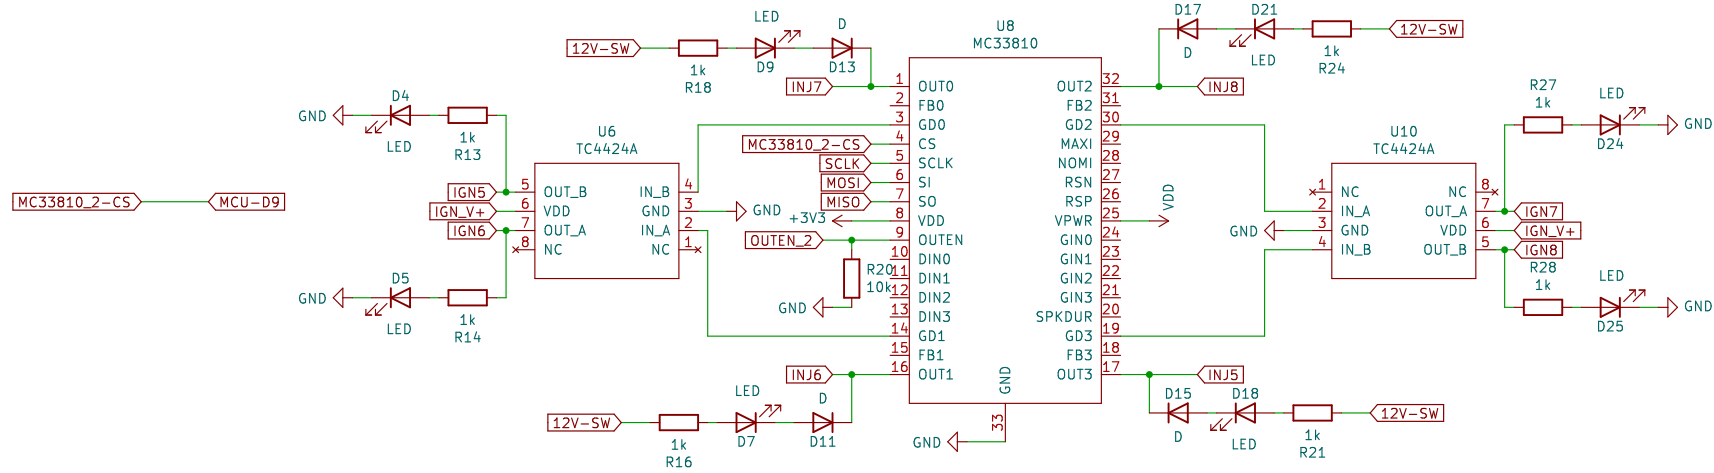 MC33810_2-CS
MCU-D9
D4
GND
LED
1k
R13
D5
GND
LED
1k
R14
IGN5
IGN_V+
IGN6
U6
TC4424A
5 OUT_B
6 VDD
7 OUT_A
8 NC
IN_B 4
GND 3
IN_A 2
NC 1
GND
12V-SW
1k
R18
LED
D9
D
D13
INJ7
MC33810_2-CS
SCLK
MOSI
MISO
+3V3
OUTEN_2
R20
10k
GND
INJ6
12V-SW
1k
R16
LED
D7
D
D11
U8
MC33810
1 OUT0
2 FB0
3 GD0
4 CS
5 SCLK
6 SI
7 SO
8 VDD
9 OUTEN
10 DIN0
11 DIN1
12 DIN2
13 DIN3
14 GD1
15 FB1
16 OUT1
OUT2 32
FB2 31
GD2 30
MAXI 29
NOMI 28
RSN 27
RSP 26
VPWR 25
GIN0 24
GIN1 23
GIN2 22
GIN3 21
SPKDUR 20
GD3 19
FB3 18
OUT3 17
GND
33
GND
D17
D
D21
LED
1k
R24
12V-SW
INJ8
VDD
INJ5
D15
D
D18
LED
1k
R21
12V-SW
U10
TC4424A
1 NC
2 IN_A
3 GND
4 IN_B
NC 8
OUT_A 7
VDD 6
OUT_B 5
GND
IGN7
IGN_V+
IGN8
R27
1k
LED
D24
GND
R28
1k
LED
D25
GND